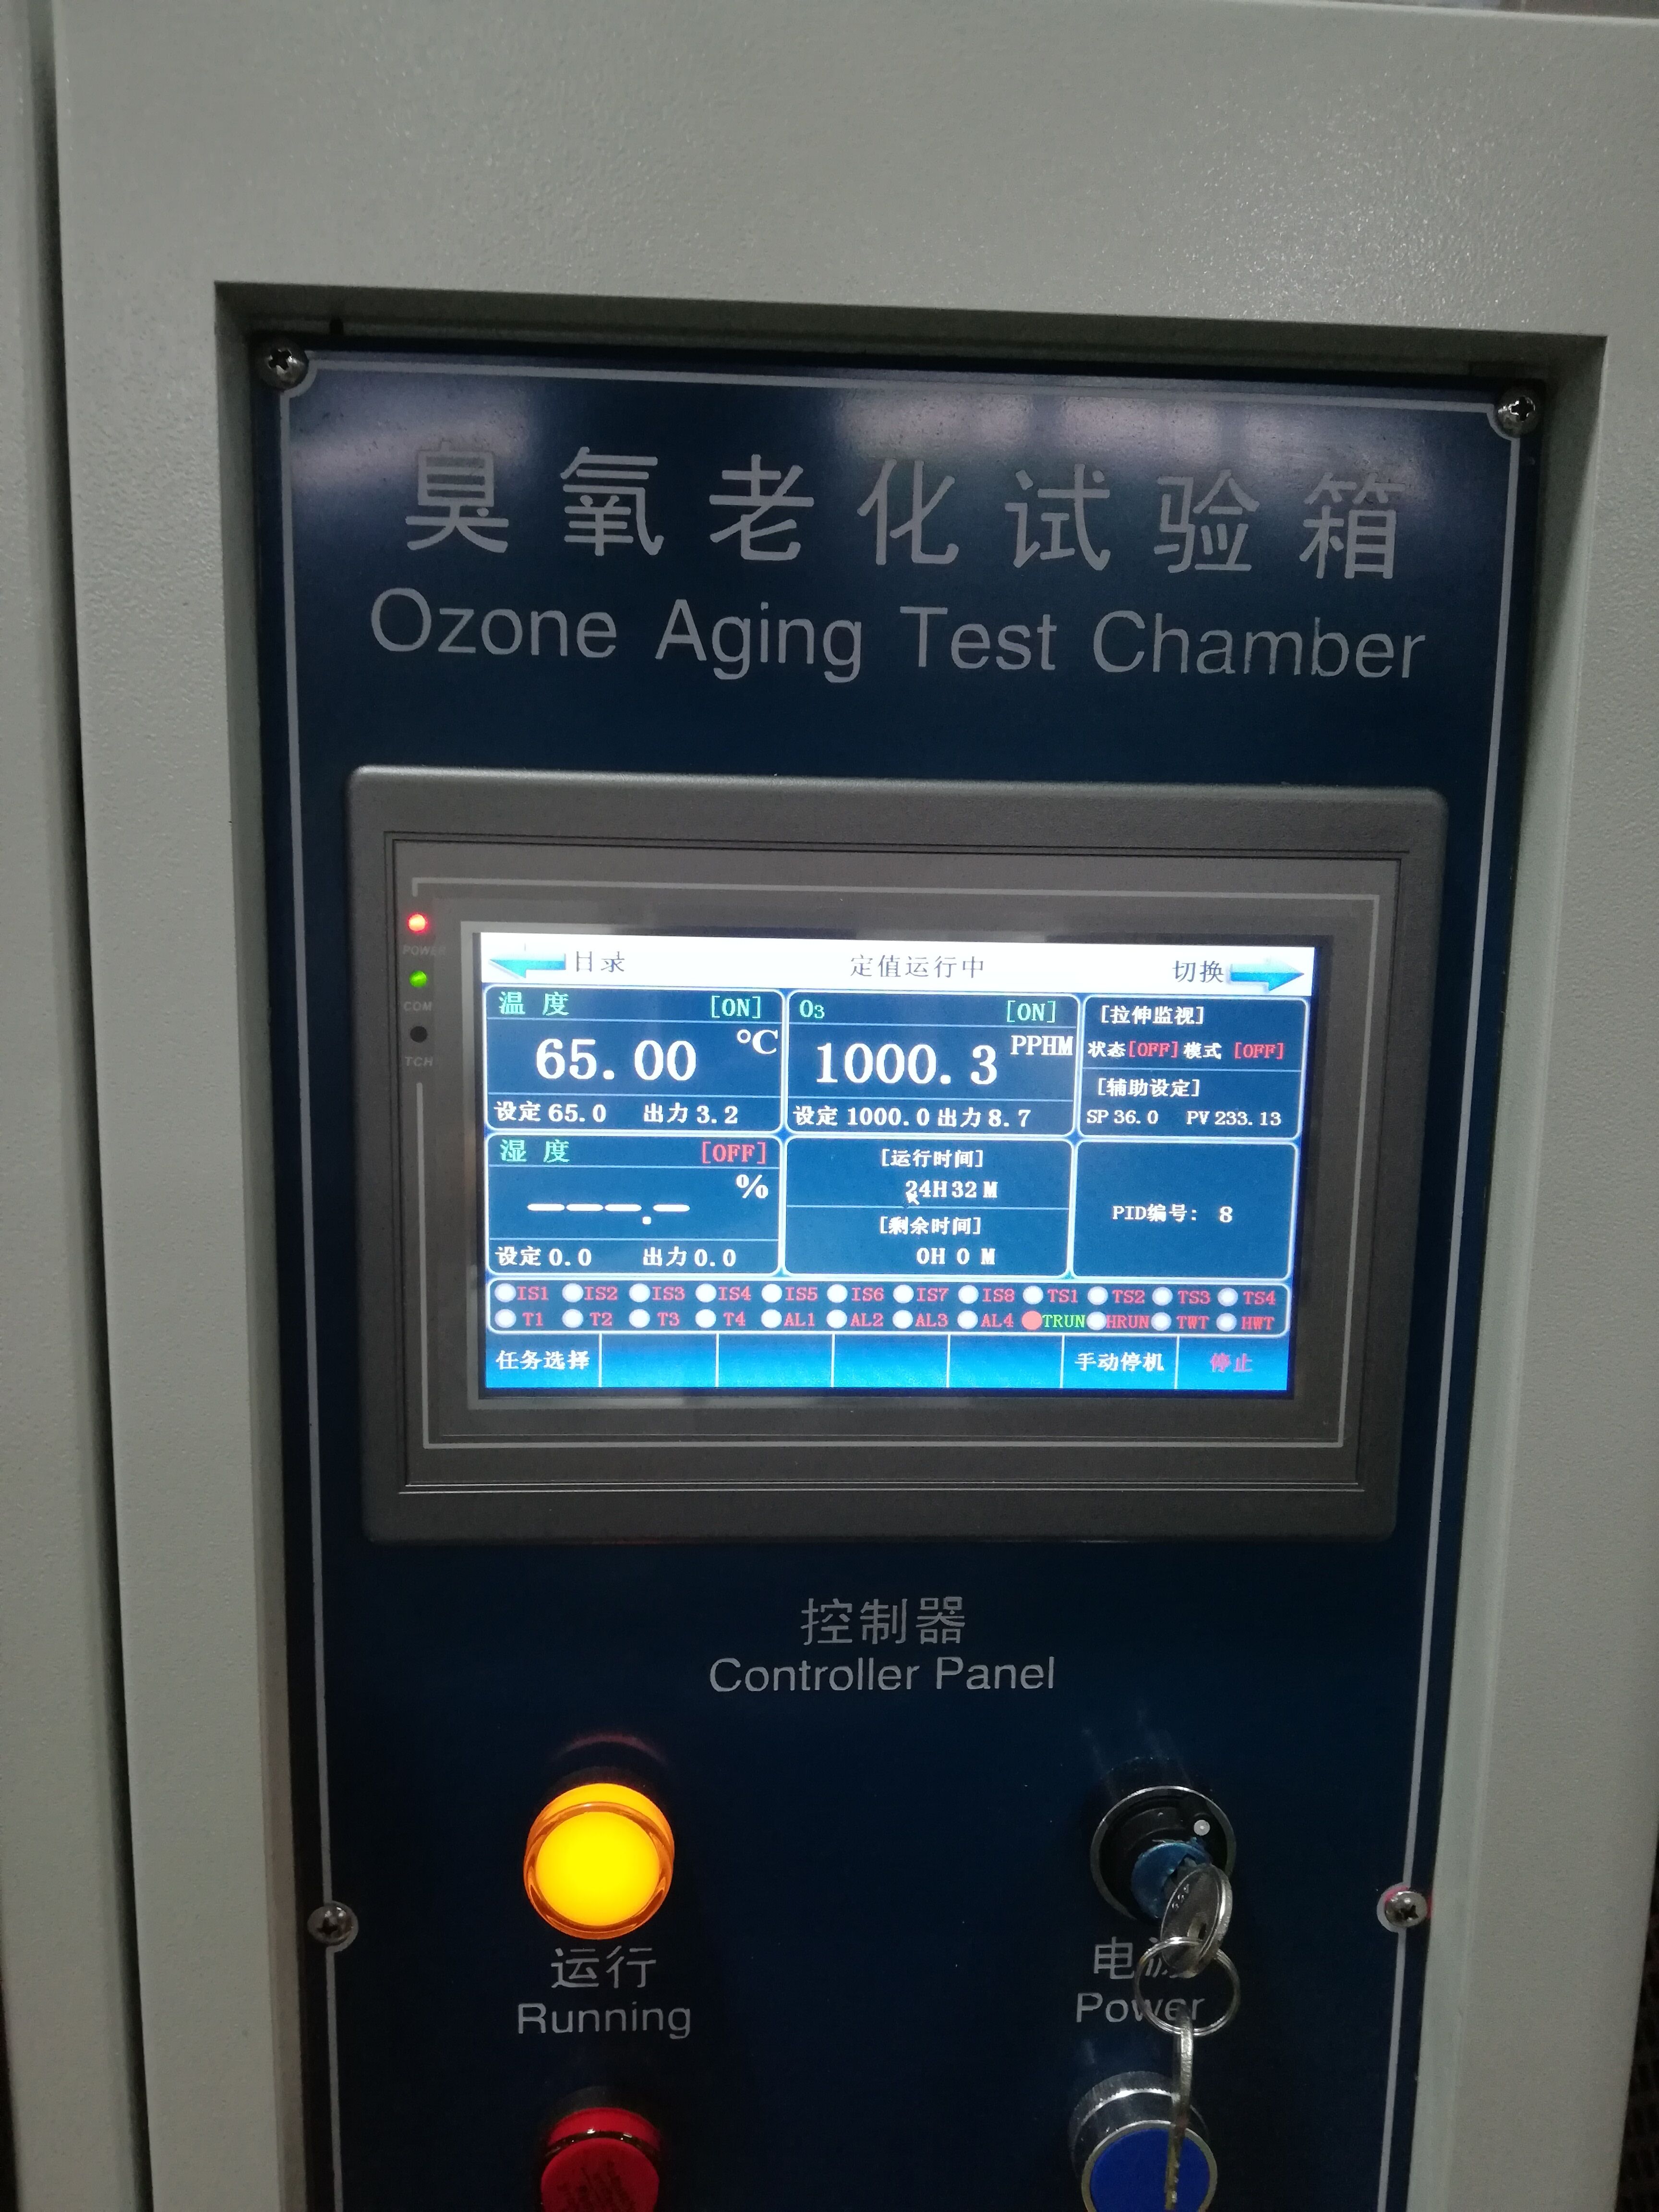 臭氧老化试验箱
Ozone Aging Test Chamber
POWER
COM
TCH
目录 定值运行中 切换
温度 [ON]
65.00 ℃
设定 65.0 出力 3.2
O3 [ON]
1000.3 PPHM
设定 1000.0 出力 8.7
[拉伸监视]
状态[OFF] 模式 [OFF]
[辅助设定]
SP 36.0 PV 233.13
湿度 [OFF]
---.- %
设定 0.0 出力 0.0
[运行时间]
24H 32 M
[剩余时间]
0H 0 M
PID编号: 8
IS1 IS2 IS3 IS4 IS5 IS6 IS7 IS8 TS1 TS2 TS3 TS4
T1 T2 T3 T4 AL1 AL2 AL3 AL4 TRUN HRUN TWT HWT
任务选择 手动停机 停止
控制器
Controller Panel
运行
Running
电源
Power